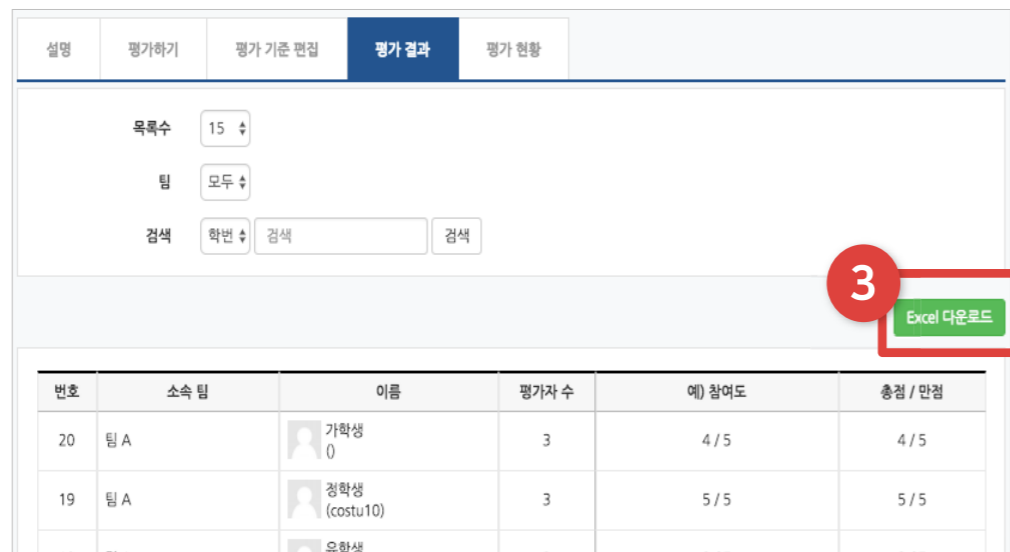 설명 평가하기 평가 기준 편집 평가 결과 평가 현황
목록수 15
팀 모두
검색 학번 검색 검색
3
Excel 다운로드
번호 소속 팀 이름 평가자 수 예) 참여도 총점 / 만점
20 팀 A 가학생 3 4 / 5 4 / 5
()
19 팀 A 정학생 3 5 / 5 5 / 5
(costu10)
유학생